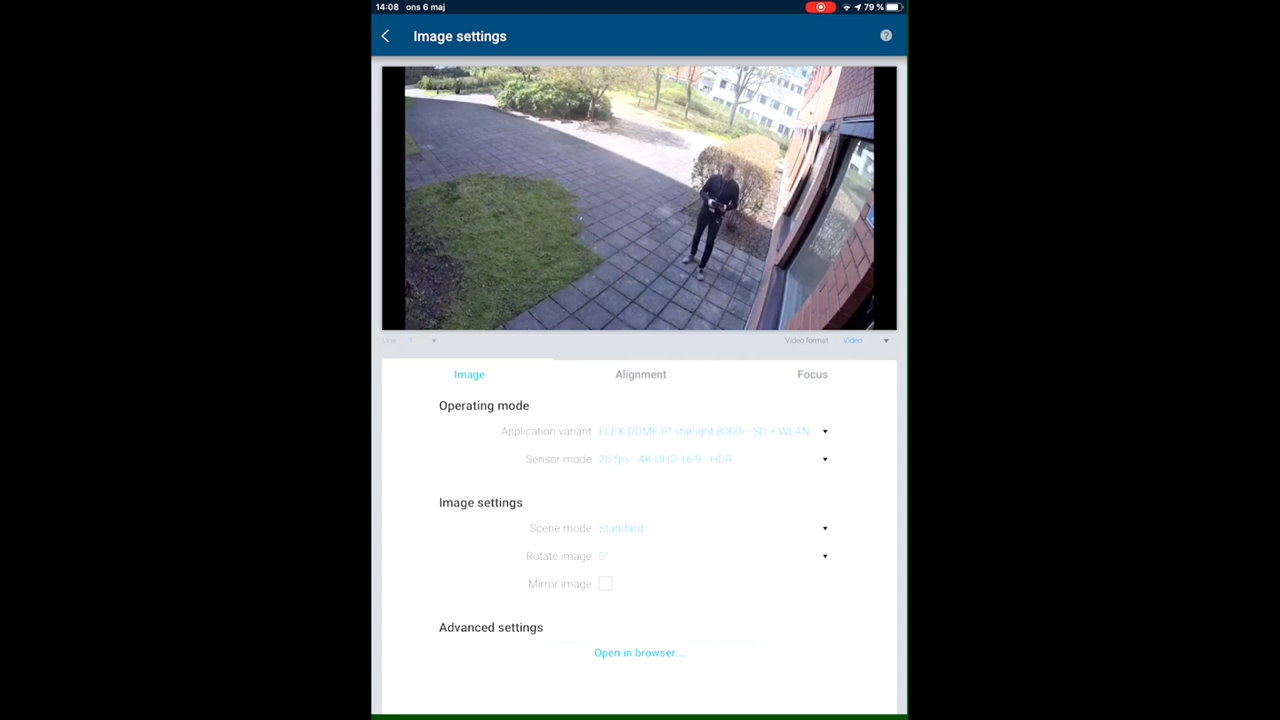 14:08 ons 6 maj 79 %
Image settings
?
Line 1 Video format Video
Image Alignment Focus
Operating mode
Application variant FLEXIDOME IP starlight 8000i - SD + WLAN
Sensor mode 20 fps - 4K UHD 16:9 - HDR
Image settings
Scene mode Standard
Rotate image 0°
Mirror image
Advanced settings
Open in browser...